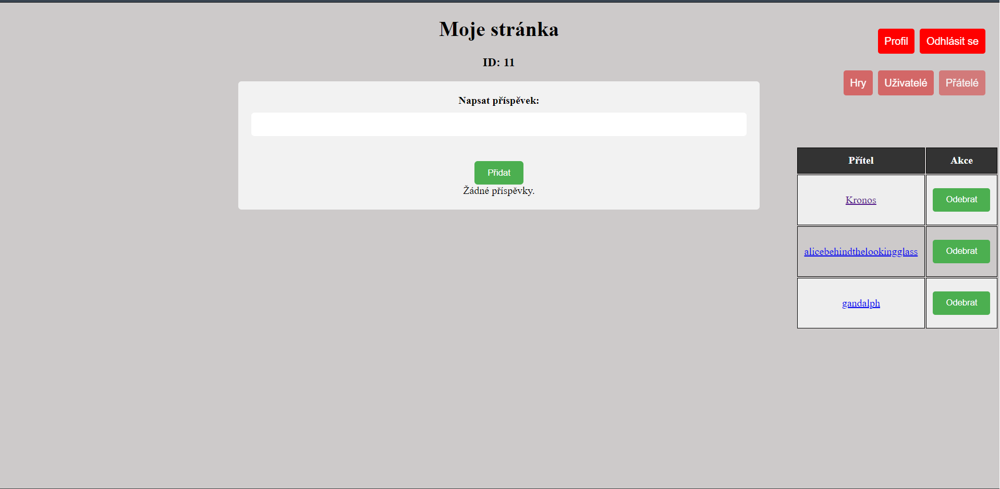 Moje stránka
ID: 11
Profil Odhlásit se
Hry Uživatelé Přátelé
Napsat příspěvek:
Přidat
Žádné příspěvky.
Přítel Akce
Kronos Odebrat
alicebehindthelookingglass Odebrat
gandalph Odebrat